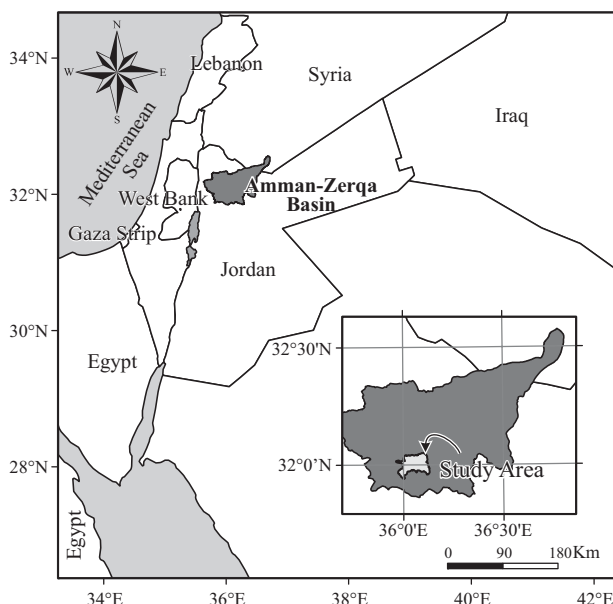 34°N
32°N
30°N
28°N
34°E
36°E
38°E
40°E
42°E
N
W
E
S
Lebanon
Syria
Iraq
Mediterranean
Sea
Amman-Zerqa
Basin
West Bank
Gaza Strip
Jordan
Egypt
Egypt
32°30'N
32°0'N
Study Area
36°0'E
36°30'E
0
90
180Km